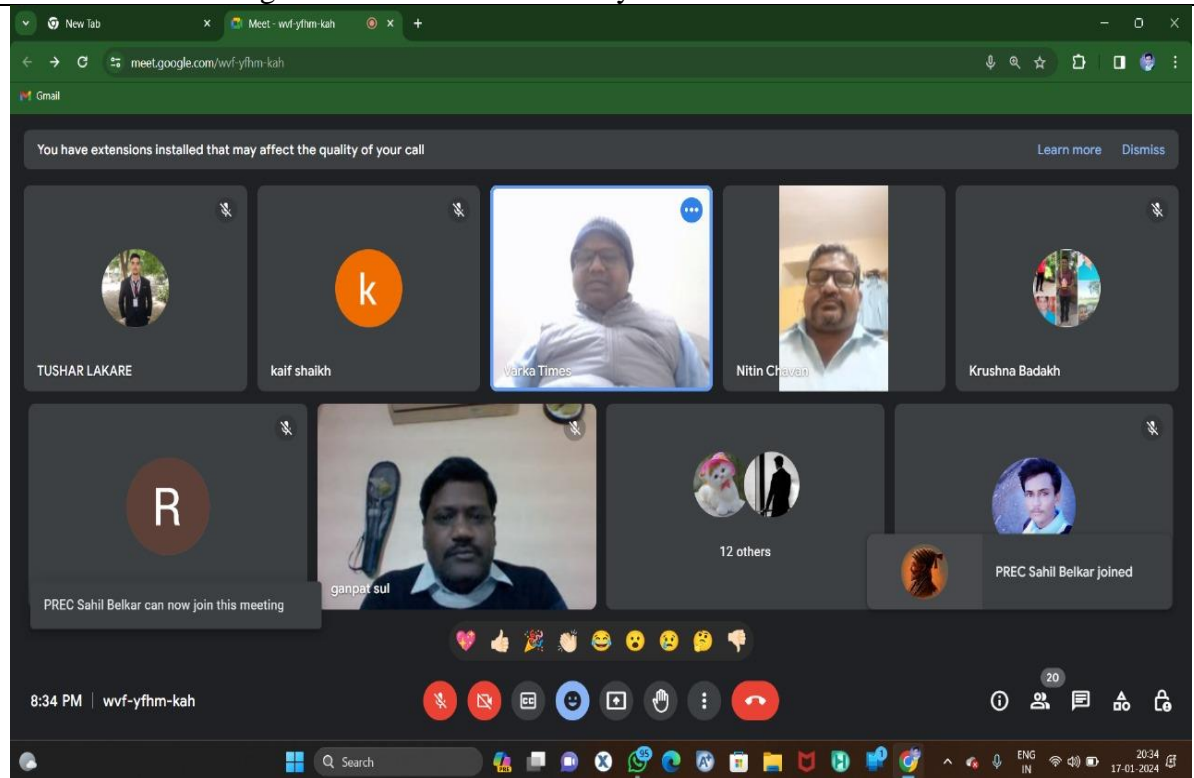 New Tab
Meet - wvf-yfhm-kah
meet.google.com/wvf-yfhm-kah
Gmail
You have extensions installed that may affect the quality of your call
Learn more Dismiss
TUSHAR LAKARE
k
kaif shaikh
Varka Times
Nitin Chavan
Krushna Badakh
R
ganpat sul
12 others
PREC Sahil Belkar can now join this meeting
PREC Sahil Belkar joined
20
8:34 PM | wvf-yfhm-kah
CC
Search
PRE
95
ENG
IN
20:34
17-01-2024